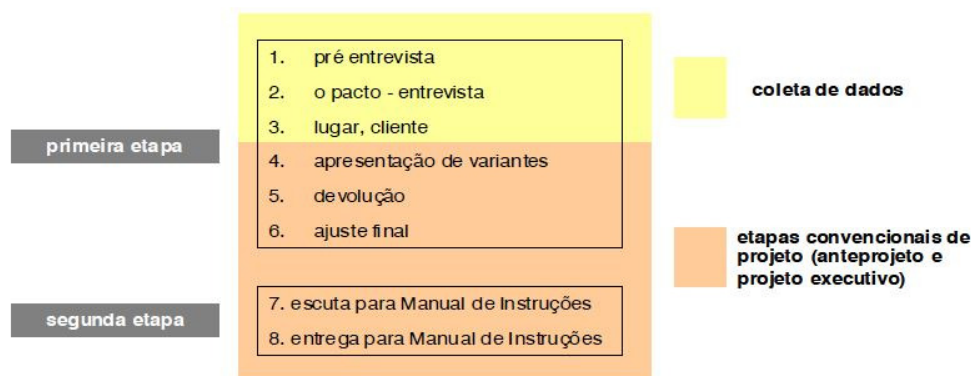 1. pré entrevista
2. o pacto - entrevista
3. lugar, cliente
primeira etapa
4. apresentação de variantes
5. devolução
6. ajuste final
7. escuta para Manual de Instruções
segunda etapa
8. entrega para Manual de Instruções
coleta de dados
etapas convencionais de
projeto (anteprojeto e
projeto executivo)